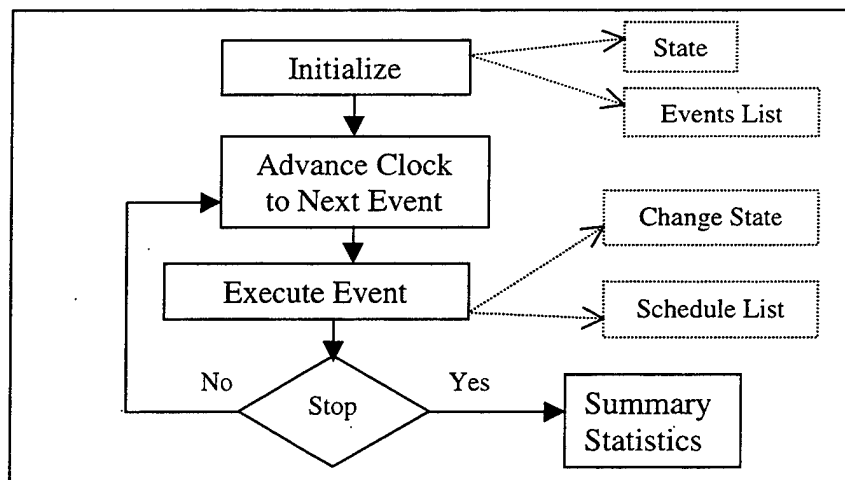 Initialize
State
Events List
Advance Clock
to Next Event
Change State
Execute Event
Schedule List
No
Stop
Yes
Summary
Statistics